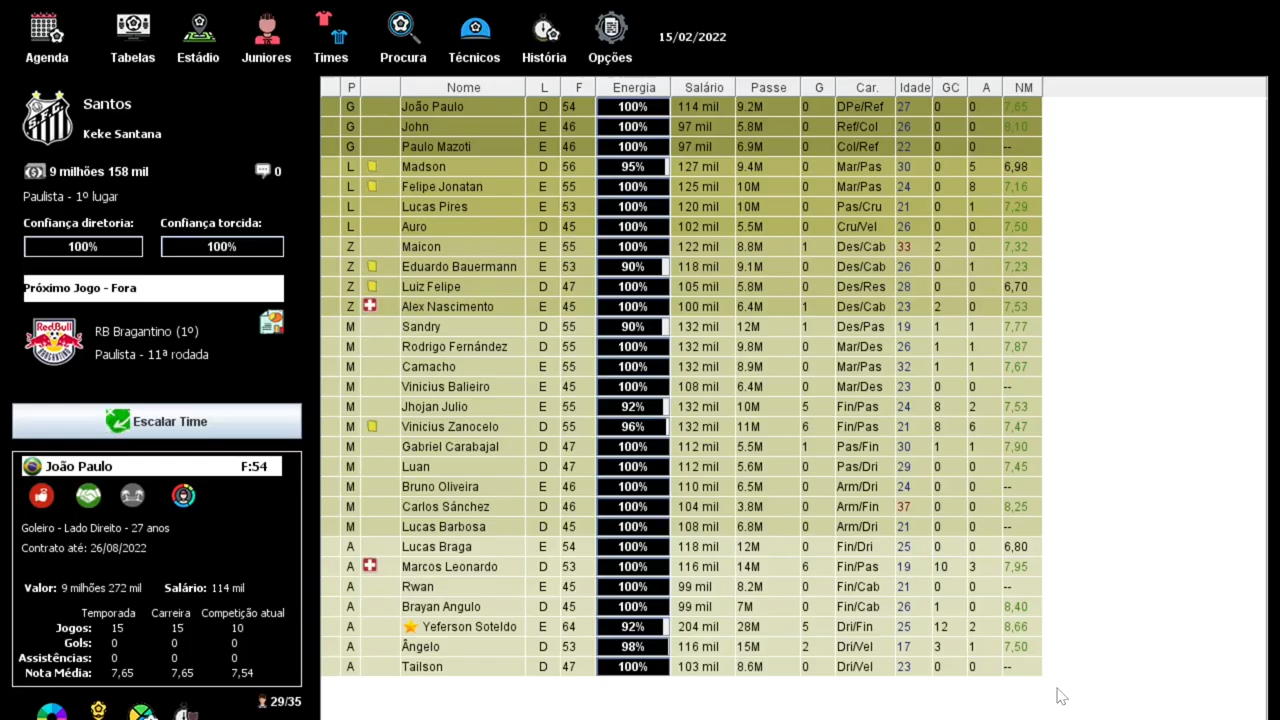 Agenda Tabelas Estádio Juniores Times Procura Técnicos História Opções 15/02/2022
Santos
Keke Santana
9 milhões 158 mil 0
Paulista - 1º lugar
Confiança diretoria: Confiança torcida:
100% 100%
Próximo Jogo - Fora
RB Bragantino (1º)
Paulista - 11ª rodada
Escalar Time
João Paulo F:54
Goleiro - Lado Direito - 27 anos
Contrato até: 26/08/2022
Valor: 9 milhões 272 mil Salário: 114 mil
Temporada Carreira Competição atual
Jogos: 15 15 10
Gols: 0 0 0
Assistências: 0 0 0
Nota Média: 7,65 7,65 7,54
29/35
P Nome L F Energia Salário Passe G Car. Idade GC A NM
G João Paulo D 54 100% 114 mil 9.2M 0 DPe/Ref 27 0 0 7,65
G John E 46 100% 97 mil 5.8M 0 Ref/Col 26 0 0 8,10
G Paulo Mazoti E 46 100% 97 mil 6.9M 0 Col/Ref 22 0 0 --
L Madson D 56 95% 127 mil 9.4M 0 Mar/Pas 30 0 5 6,98
L Felipe Jonatan E 55 100% 125 mil 10M 0 Mar/Pas 24 0 8 7,16
L Lucas Pires E 53 100% 120 mil 10M 0 Pas/Cru 21 0 1 7,29
L Auro D 45 100% 102 mil 5.5M 0 Cru/Vel 26 0 0 7,50
Z Maicon E 55 100% 122 mil 8.8M 1 Des/Cab 33 2 0 7,32
Z Eduardo Bauermann E 53 90% 118 mil 9.1M 0 Des/Cab 26 0 1 7,23
Z Luiz Felipe D 47 100% 105 mil 5.8M 0 Des/Res 28 0 0 6,70
Z Alex Nascimento E 45 100% 100 mil 6.4M 1 Des/Cab 23 2 0 7,53
M Sandry D 55 90% 132 mil 12M 1 Des/Pas 19 1 1 7,77
M Rodrigo Fernández D 55 100% 132 mil 9.8M 0 Mar/Des 26 1 1 7,87
M Camacho E 55 100% 132 mil 8.9M 0 Mar/Pas 32 0 1 7,67
M Vinicius Balieiro E 45 100% 108 mil 6.4M 0 Mar/Des 23 0 0 --
M Jhojan Julio E 55 92% 132 mil 10M 5 Fin/Pas 24 8 2 7,53
M Vinicius Zanocelo D 55 96% 132 mil 11M 6 Fin/Pas 21 8 6 7,47
M Gabriel Carabajal D 47 100% 112 mil 5.5M 1 Pas/Fin 30 1 1 7,90
M Luan D 47 100% 112 mil 5.6M 0 Pas/Dri 29 0 0 7,45
M Bruno Oliveira E 46 100% 110 mil 6.5M 0 Arm/Dri 24 0 0 --
M Carlos Sánchez E 46 100% 104 mil 3.8M 0 Arm/Fin 37 0 0 8,25
M Lucas Barbosa D 45 100% 108 mil 6.8M 0 Arm/Dri 21 0 0 --
A Lucas Braga E 54 100% 118 mil 12M 0 Fin/Dri 25 0 0 6,80
A Marcos Leonardo D 53 100% 116 mil 14M 6 Fin/Pas 19 10 3 7,95
A Rwan E 45 100% 99 mil 8.2M 0 Fin/Cab 21 0 0 --
A Brayan Angulo D 45 100% 99 mil 7M 0 Fin/Cab 26 1 0 8,40
A Yeferson Soteldo E 64 92% 204 mil 28M 5 Dri/Fin 25 12 2 8,66
A Ângelo D 53 98% 116 mil 15M 2 Dri/Vel 17 3 1 7,50
A Tailson D 47 100% 103 mil 8.6M 0 Dri/Vel 23 0 0 --